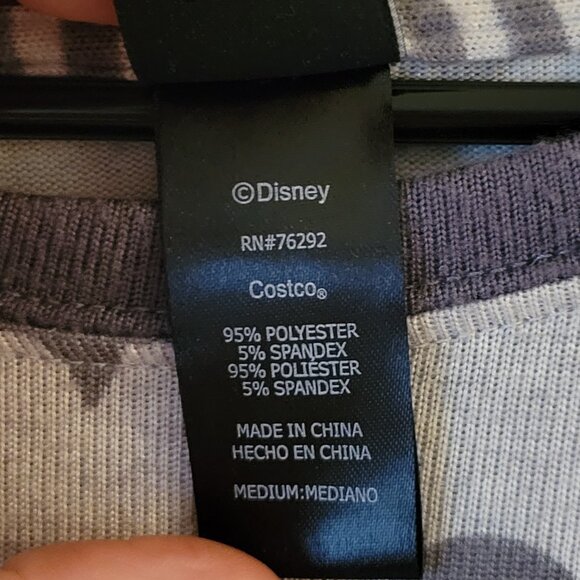 ©Disney
RN#76292
Costco®
95% POLYESTER
5% SPANDEX
95% POLIÉSTER
5% SPANDEX
MADE IN CHINA
HECHO EN CHINA
MEDIUM:MEDIANO